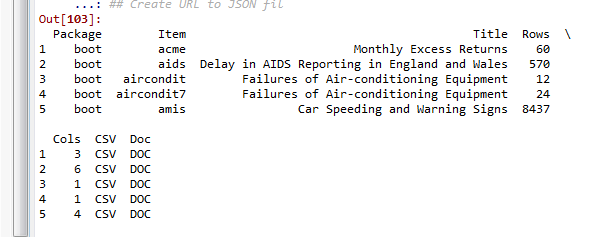 ...: ## Create URL to JSON fil
Out[103]:
Package Item Title Rows \
1 boot acme Monthly Excess Returns 60
2 boot aids Delay in AIDS Reporting in England and Wales 570
3 boot aircondit Failures of Air-conditioning Equipment 12
4 boot aircondit7 Failures of Air-conditioning Equipment 24
5 boot amis Car Speeding and Warning Signs 8437
Cols CSV Doc
1 3 CSV DOC
2 6 CSV DOC
3 1 CSV DOC
4 1 CSV DOC
5 4 CSV DOC